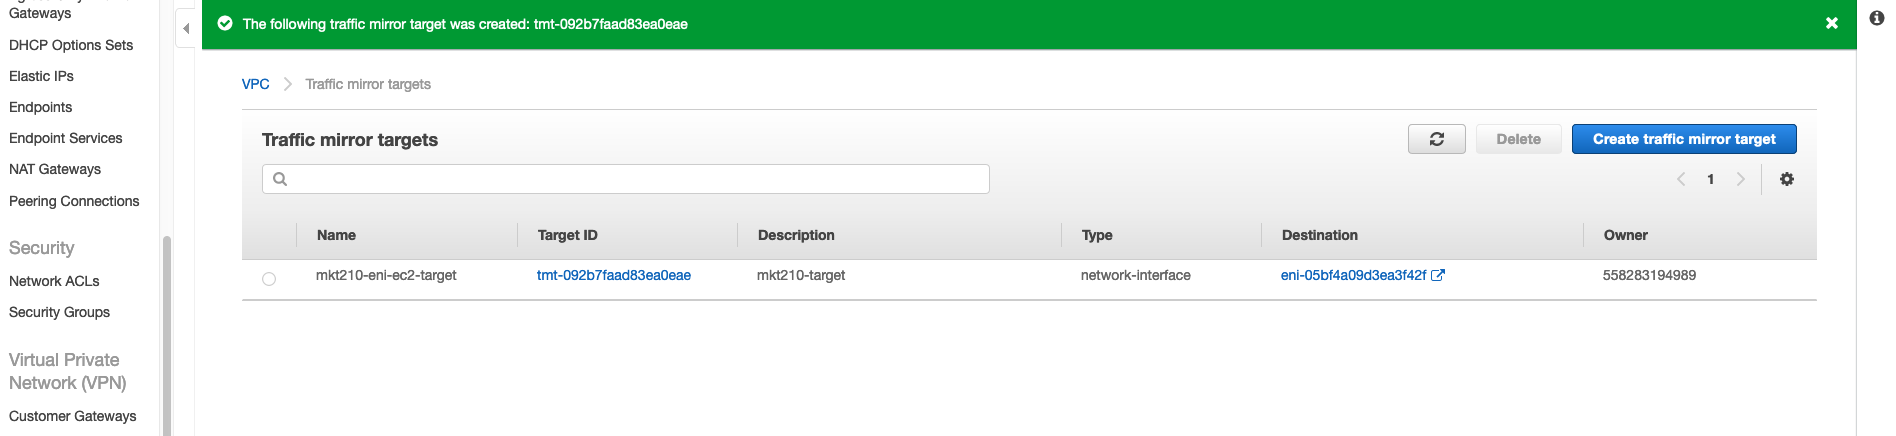 Gateways
DHCP Options Sets
Elastic IPs
Endpoints
Endpoint Services
NAT Gateways
Peering Connections
Security
Network ACLs
Security Groups
Virtual Private
Network (VPN)
Customer Gateways
The following traffic mirror target was created: tmt-092b7faad83ea0eae
VPC Traffic mirror targets
Traffic mirror targets
Delete Create traffic mirror target
1
Name Target ID Description Type Destination Owner
mkt210-eni-ec2-target tmt-092b7faad83ea0eae mkt210-target network-interface eni-05bf4a09d3ea3f42f 558283194989